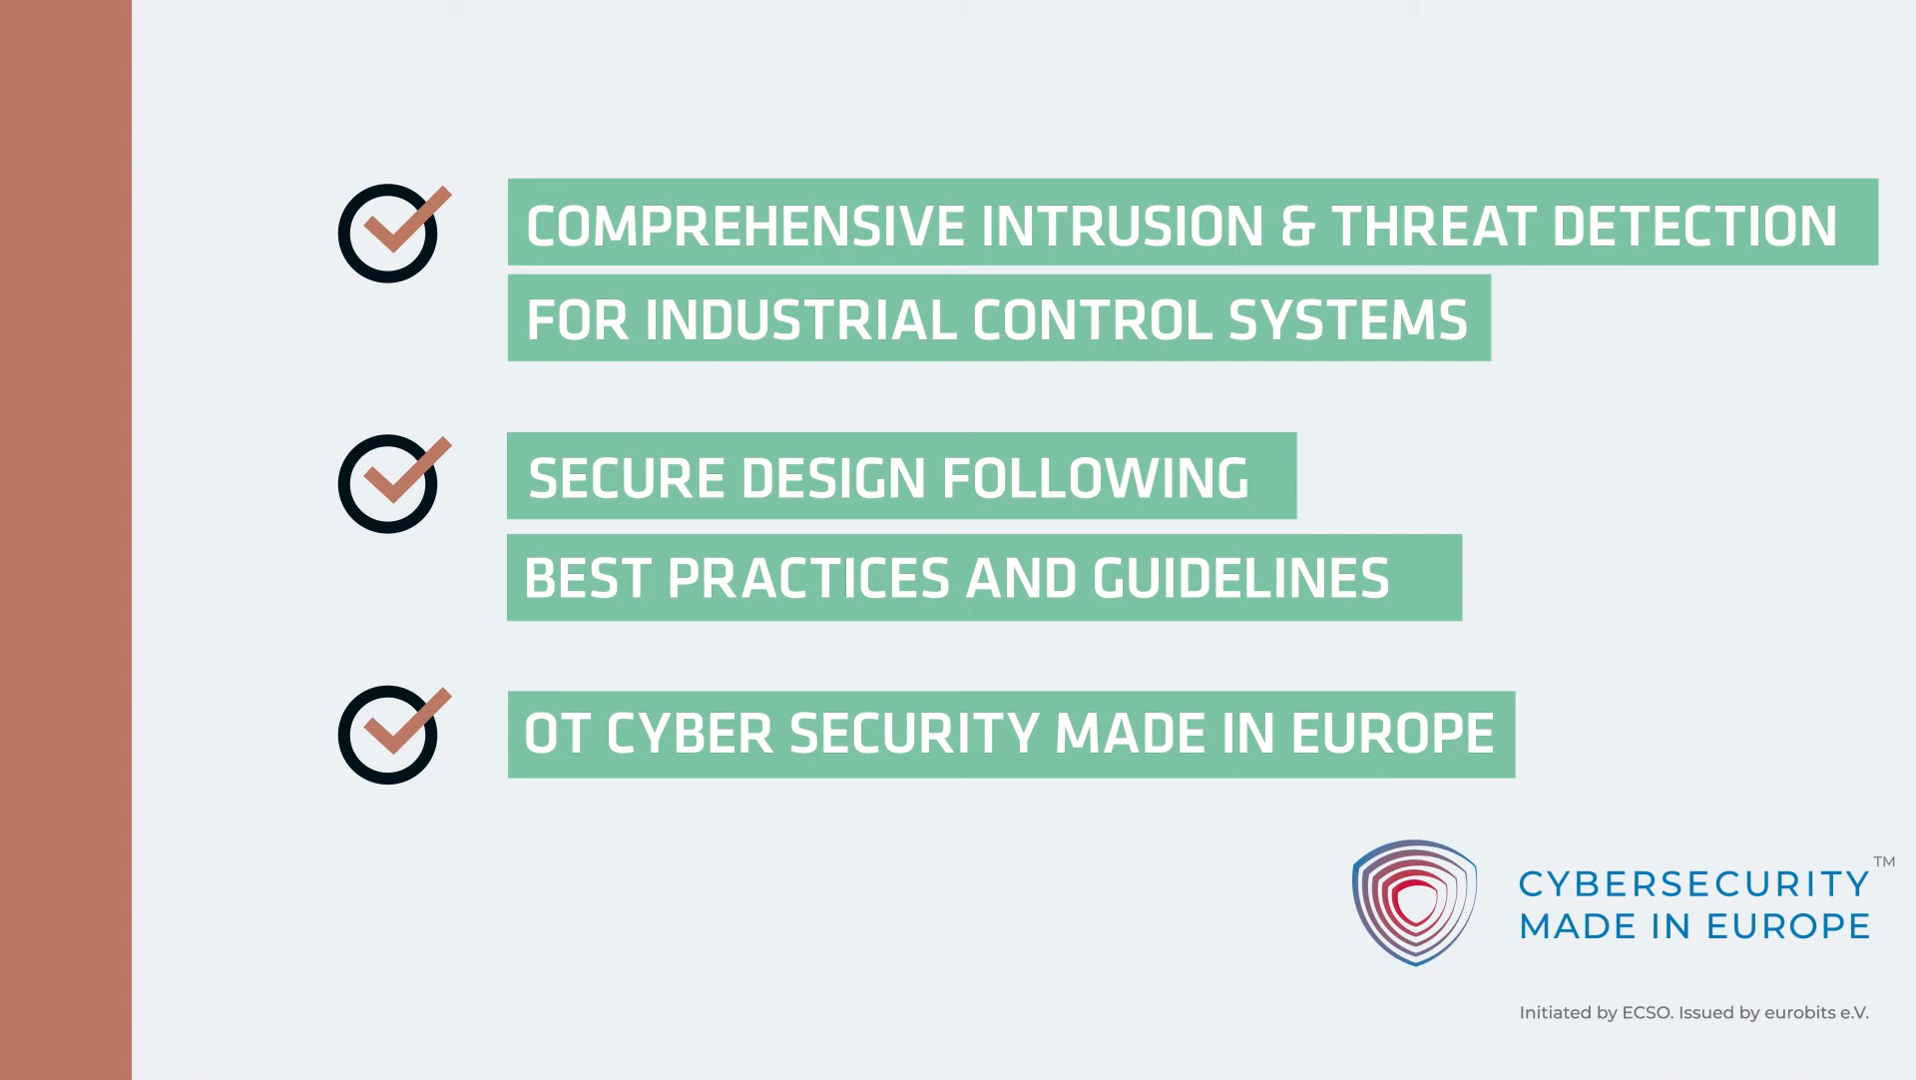 COMPREHENSIVE INTRUSION & THREAT DETECTION
FOR INDUSTRIAL CONTROL SYSTEMS
SECURE DESIGN FOLLOWING
BEST PRACTICES AND GUIDELINES
OT CYBER SECURITY MADE IN EUROPE
CYBERSECURITY TM
MADE IN EUROPE
Initiated by ECSO. Issued by eurobits e.V.